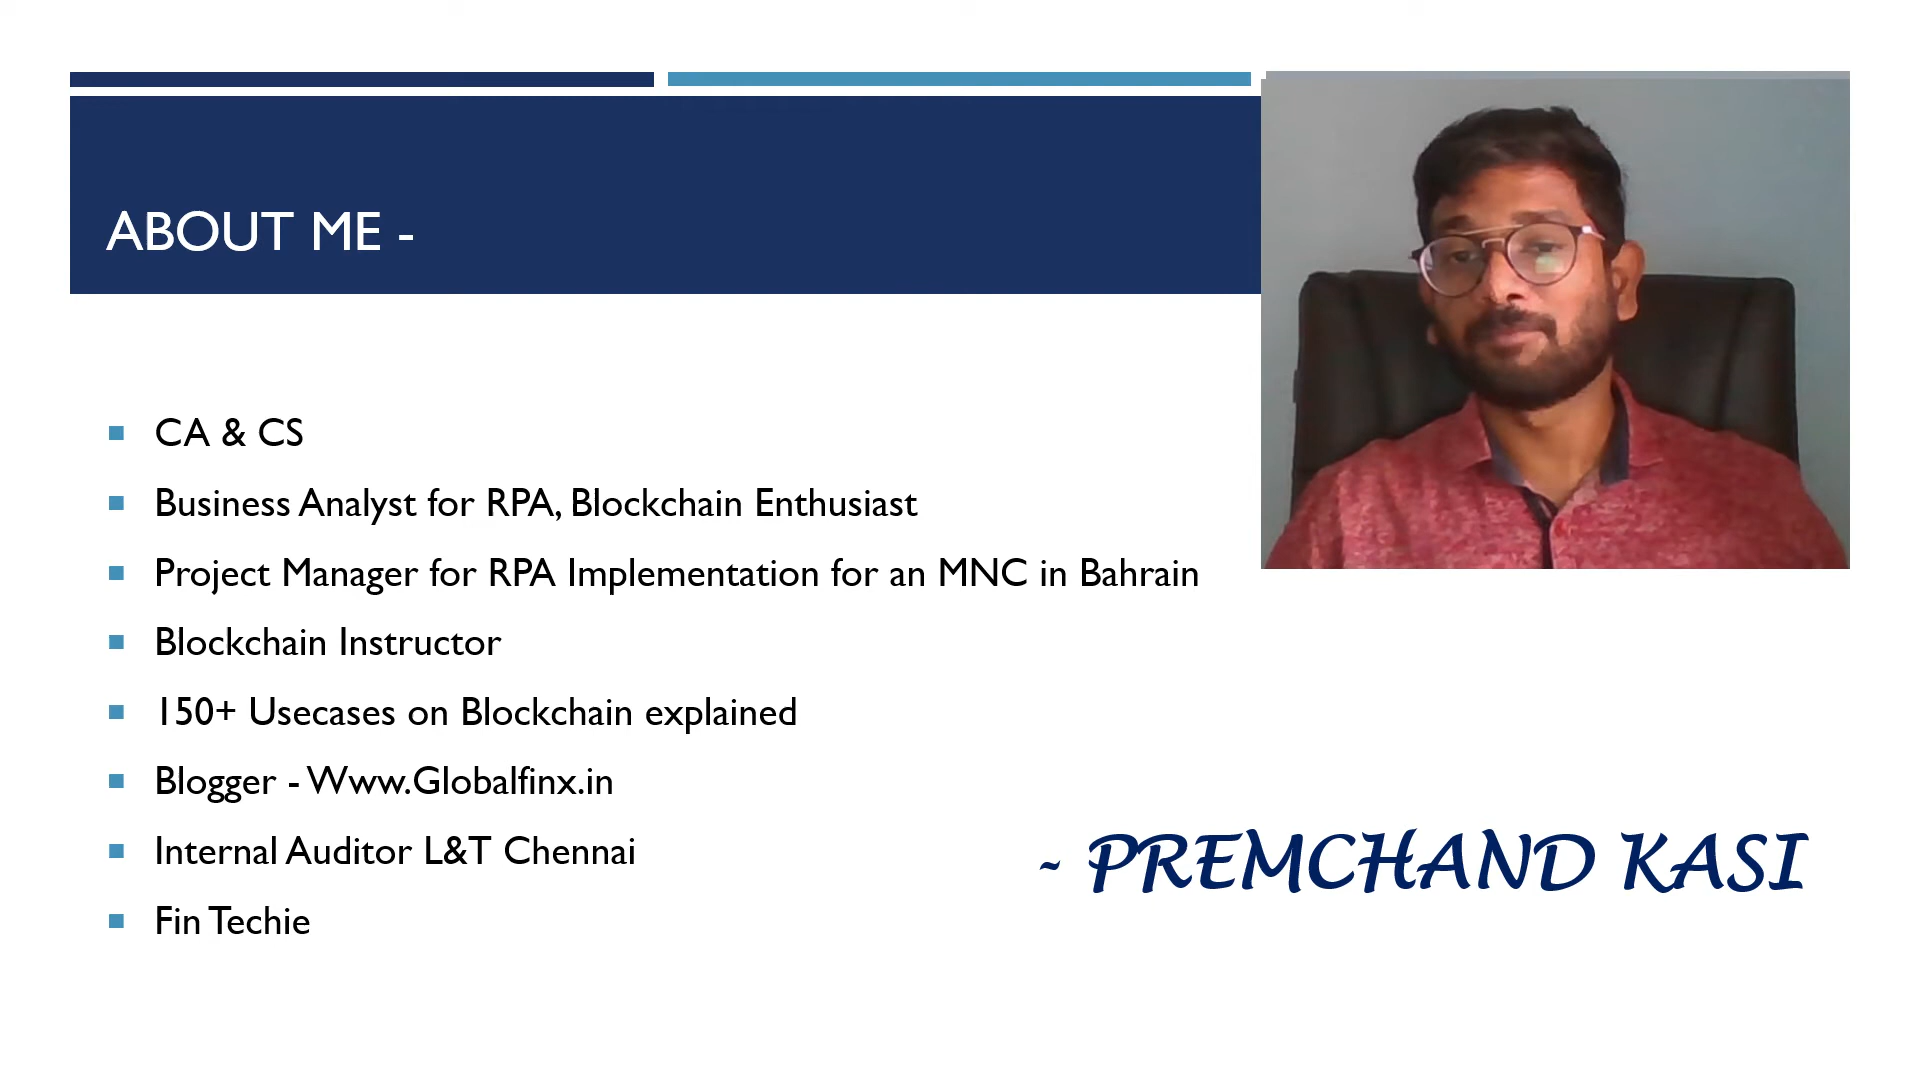 ABOUT ME -
CA & CS
Business Analyst for RPA, Blockchain Enthusiast
Project Manager for RPA Implementation for an MNC in Bahrain
Blockchain Instructor
150+ Usecases on Blockchain explained
Blogger - Www.Globalfinx.in
Internal Auditor L&T Chennai
Fin Techie
- PREMCHAND KASI